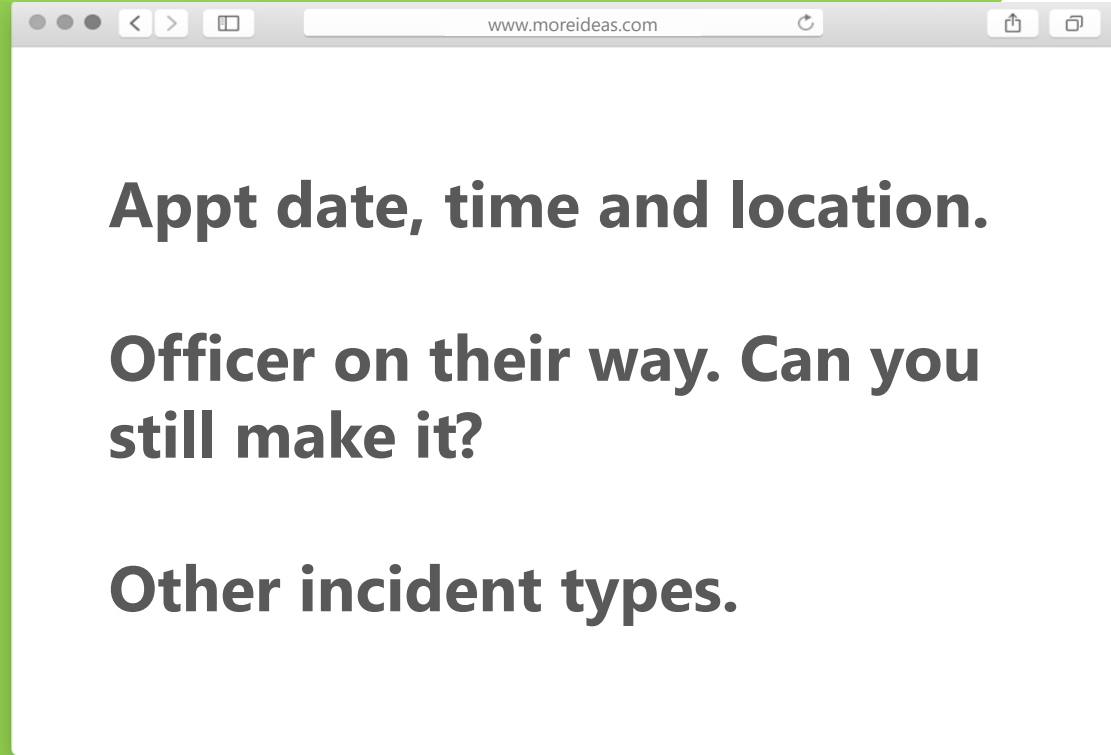 www.moreideas.com
Appt date, time and location.
Officer on their way. Can you
still make it?
Other incident types.